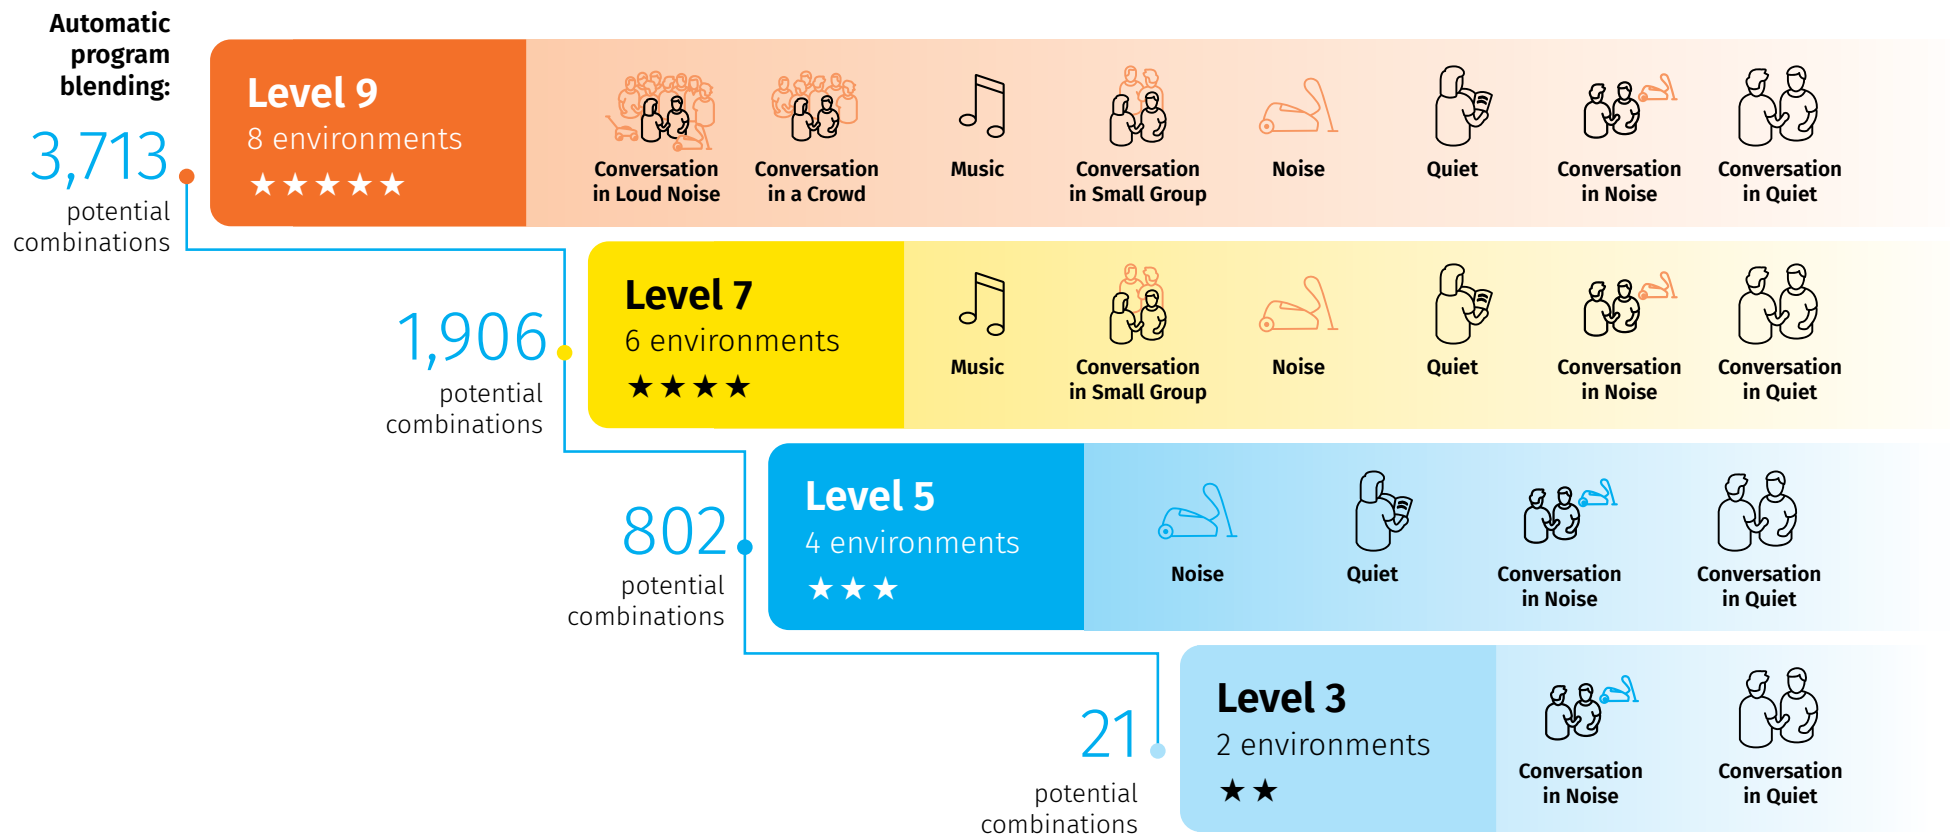 Automatic
program
blending:
3,713
potential
combinations
Level 9
8 environments
Conversation
in Loud Noise
Conversation
in a Crowd
Music
Conversation
in Small Group
Noise
Quiet
Conversation
in Noise
Conversation
in Quiet
1,906
potential
combinations
Level 7
6 environments
Music
Conversation
in Small Group
Noise
Quiet
Conversation
in Noise
Conversation
in Quiet
802
potential
combinations
Level 5
4 environments
Noise
Quiet
Conversation
in Noise
Conversation
in Quiet
21
potential
combinations
Level 3
2 environments
Conversation
in Noise
Conversation
in Quiet